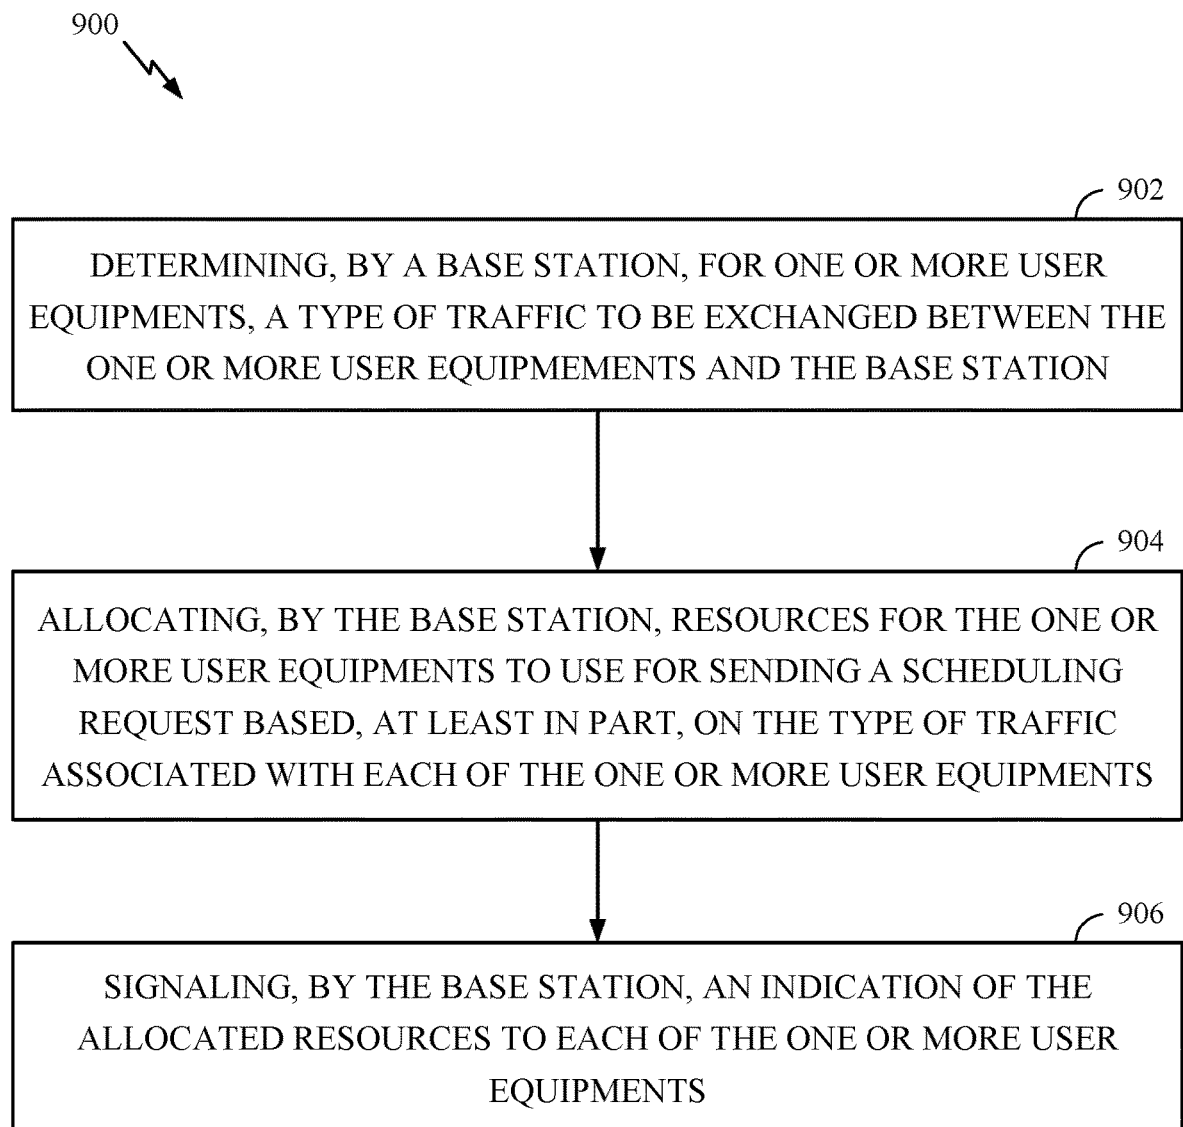 900
902
DETERMINING, BY A BASE STATION, FOR ONE OR MORE USER
EQUIPMENTS, A TYPE OF TRAFFIC TO BE EXCHANGED BETWEEN THE
ONE OR MORE USER EQUIPMEMENTS AND THE BASE STATION
904
ALLOCATING, BY THE BASE STATION, RESOURCES FOR THE ONE OR
MORE USER EQUIPMENTS TO USE FOR SENDING A SCHEDULING
REQUEST BASED, AT LEAST IN PART, ON THE TYPE OF TRAFFIC
ASSOCIATED WITH EACH OF THE ONE OR MORE USER EQUIPMENTS
906
SIGNALING, BY THE BASE STATION, AN INDICATION OF THE
ALLOCATED RESOURCES TO EACH OF THE ONE OR MORE USER
EQUIPMENTS